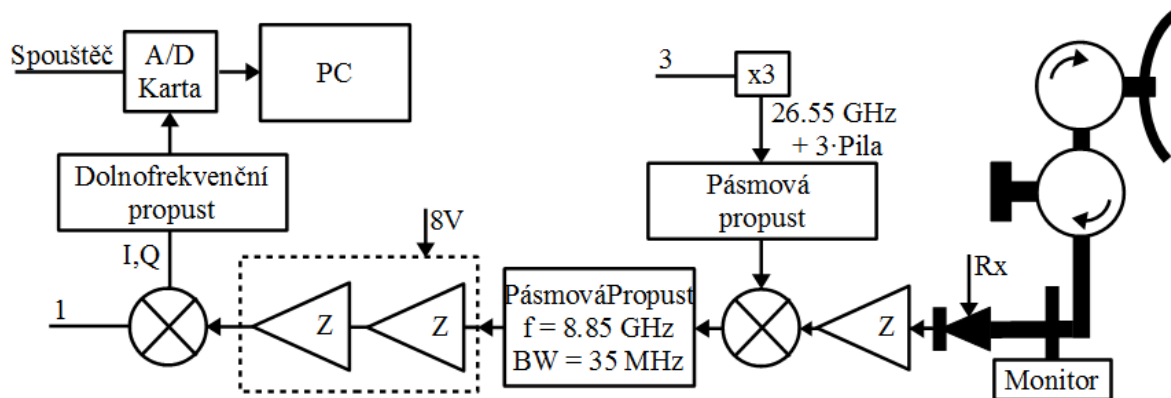 Spouštěč
A/D
Karta
PC
3
x3
26.55 GHz
+ 3·Pila
Dolnofrekvenční
propust
Pásmová
propust
I,Q
8V
Rx
1
Z
Z
PásmováPropust
f = 8.85 GHz
BW = 35 MHz
Z
Monitor